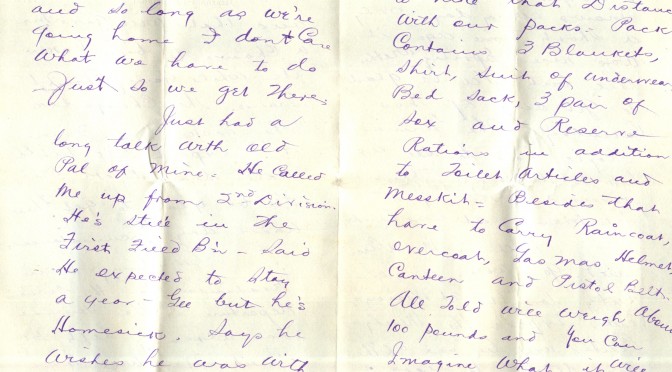 and so long as we're
going home I don't Care
What we have to do
- Just so we get There,
Just had a
long talk with old
Pal of mine = He Called
Me up from 2nd Division.
He's still in the
First Field B'n - Said
- He expected to stay
a year - Gee but he's
Homesick. Says he
wishes he was with
that Distance
With our packs. Pack
Contains 3 Blankets,
Shirt, Suit of underwear
Bed Sack, 3 pair of
Sox and Reserve
Rations in addition
to Toilet Articles and
Messkit = Besides that
have to Carry Raincoat,
overcoat, Gas Mas Helmet
Canteen and Pistol Belt
All Told will weigh About
100 pounds and You Can
Imagine What it will